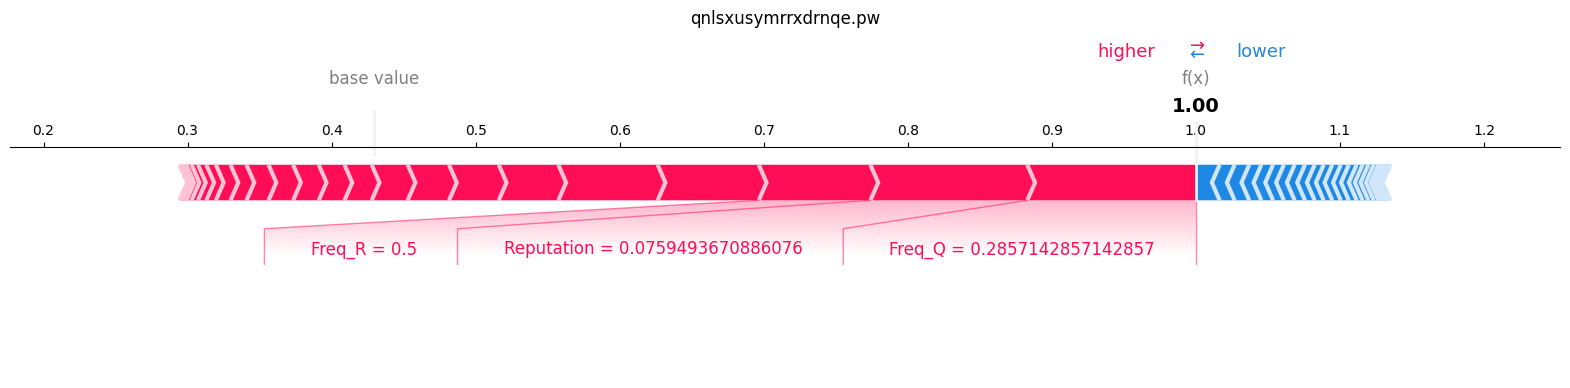 qnlsxusymrrxdrnqe.pw
higher ⇄ lower
base value f(x)
1.00
0.2 0.3 0.4 0.5 0.6 0.7 0.8 0.9 1.0 1.1 1.2
Freq_R = 0.5 Reputation = 0.0759493670886076 Freq_Q = 0.2857142857142857